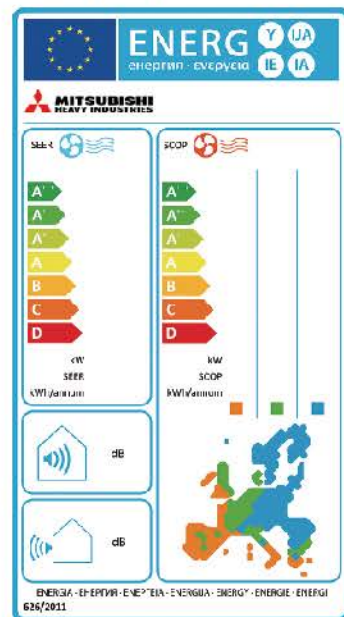 ENERG Y UA
енергия · ενεργεια IE IA
MITSUBISHI
HEAVY INDUSTRIES
SEER
SCOP
A+++ A+++
A++ A++
A+ A+
A A
B B
C C
D D
kW kW
SEER SCOP
kWh/annum kWh/annum
dB
dB
ENERGIA · ЕНЕРГИЯ · ΕΝΕΡΓΕΙΑ · ENERGIJA · ENERGY · ENERGIE · ENERGI
626/2011